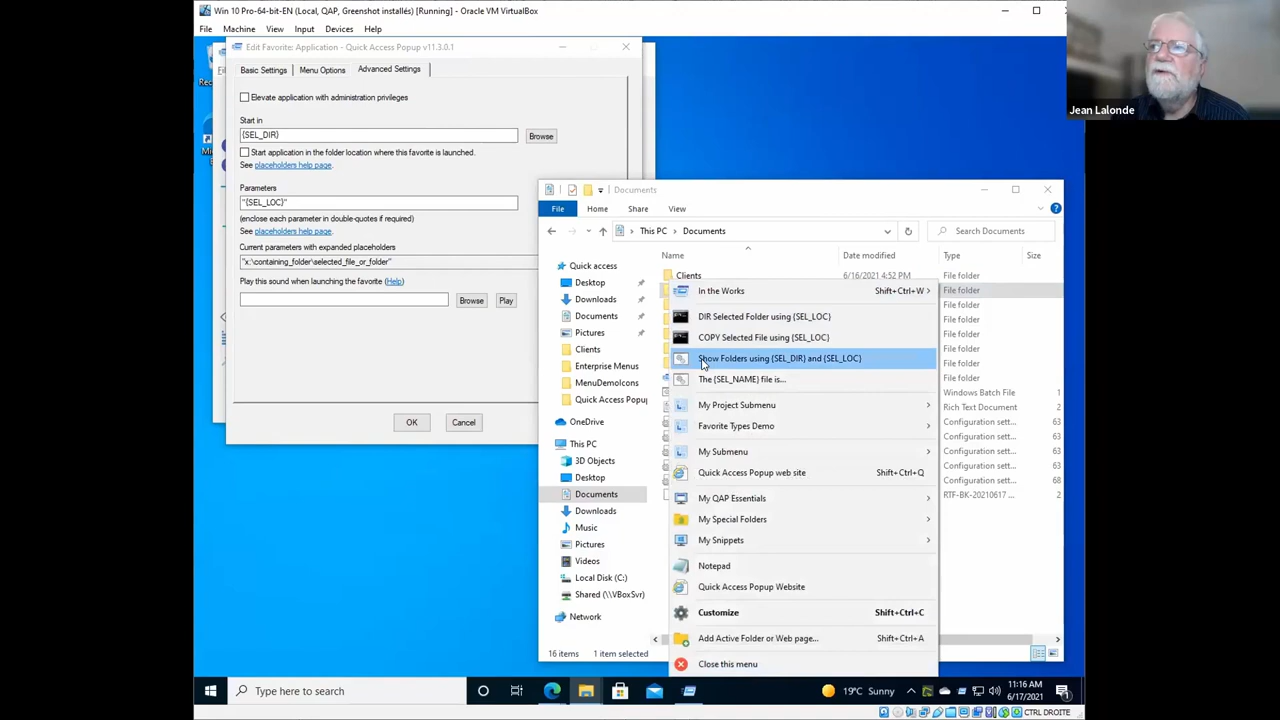 Win 10 Pro-64-bit-EN (Local, QAP, Greenshot installés) [Running] - Oracle VM VirtualBox
File Machine View Input Devices Help
Jean Lalonde
Edit Favorite: Application - Quick Access Popup v11.3.0.1
Basic Settings Menu Options Advanced Settings
Elevate application with administration privileges
Start in
{SEL_DIR} Browse
Start application in the folder location where this favorite is launched.
See placeholders help page.
Parameters
"{SEL_LOC}"
(enclose each parameter in double-quotes if required)
See placeholders help page.
Current parameters with expanded placeholders
"x:\containing_folder\selected_file_or_folder"
Play this sound when launching the favorite (Help)
Browse Play
OK Cancel
Documents
File Home Share View
This PC Documents Search Documents
Name Date modified Type Size
Quick access
Desktop
Downloads
Documents
Pictures
Clients
Enterprise Menus
MenuDemoIcons
Quick Access Popu
OneDrive
This PC
3D Objects
Desktop
Documents
Downloads
Music
Pictures
Videos
Local Disk (C:)
Shared (\\VBoxSvr)
Network
Clients 6/16/2021 4:52 PM File folder
File folder
File folder
File folder
File folder
File folder
File folder
File folder
Windows Batch File 1
Rich Text Document 2
Configuration sett... 63
Configuration sett... 63
Configuration sett... 63
Configuration sett... 63
Configuration sett... 68
RTF-BK-20210617 ... 2
In the Works Shift+Ctrl+W
DIR Selected Folder using {SEL_LOC}
COPY Selected File using {SEL_LOC}
Show Folders using {SEL_DIR} and {SEL_LOC}
The {SEL_NAME} file is...
My Project Submenu
Favorite Types Demo
My Submenu
Quick Access Popup web site Shift+Ctrl+Q
My QAP Essentials
My Special Folders
My Snippets
Notepad
Quick Access Popup Website
Customize Shift+Ctrl+C
Add Active Folder or Web page... Shift+Ctrl+A
Close this menu
16 items 1 item selected
Type here to search
19°C Sunny
11:16 AM
6/17/2021
1
CTRL DROITE